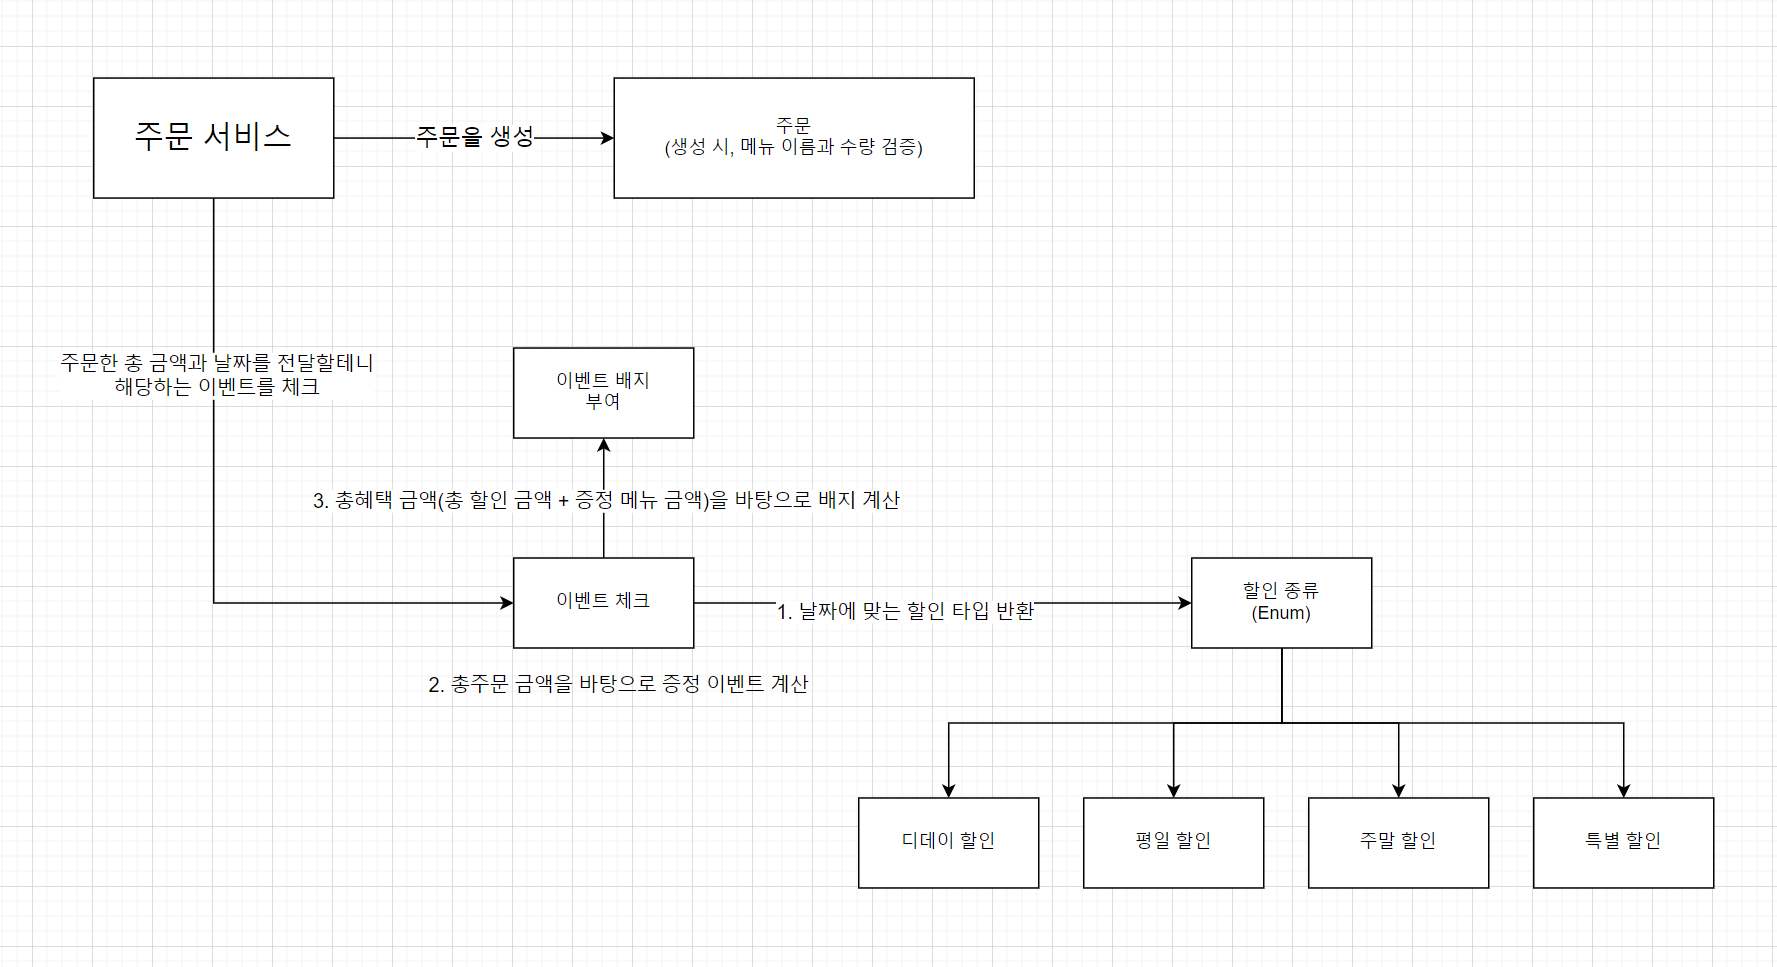 주문 서비스
주문을 생성
주문
(생성 시, 메뉴 이름과 수량 검증)
주문한 총 금액과 날짜를 전달할테니
해당하는 이벤트를 체크
이벤트 배지
부여
3. 총혜택 금액(총 할인 금액 + 증정 메뉴 금액)을 바탕으로 배지 계산
이벤트 체크
1. 날짜에 맞는 할인 타입 반환
할인 종류
(Enum)
2. 총주문 금액을 바탕으로 증정 이벤트 계산
디데이 할인
평일 할인
주말 할인
특별 할인